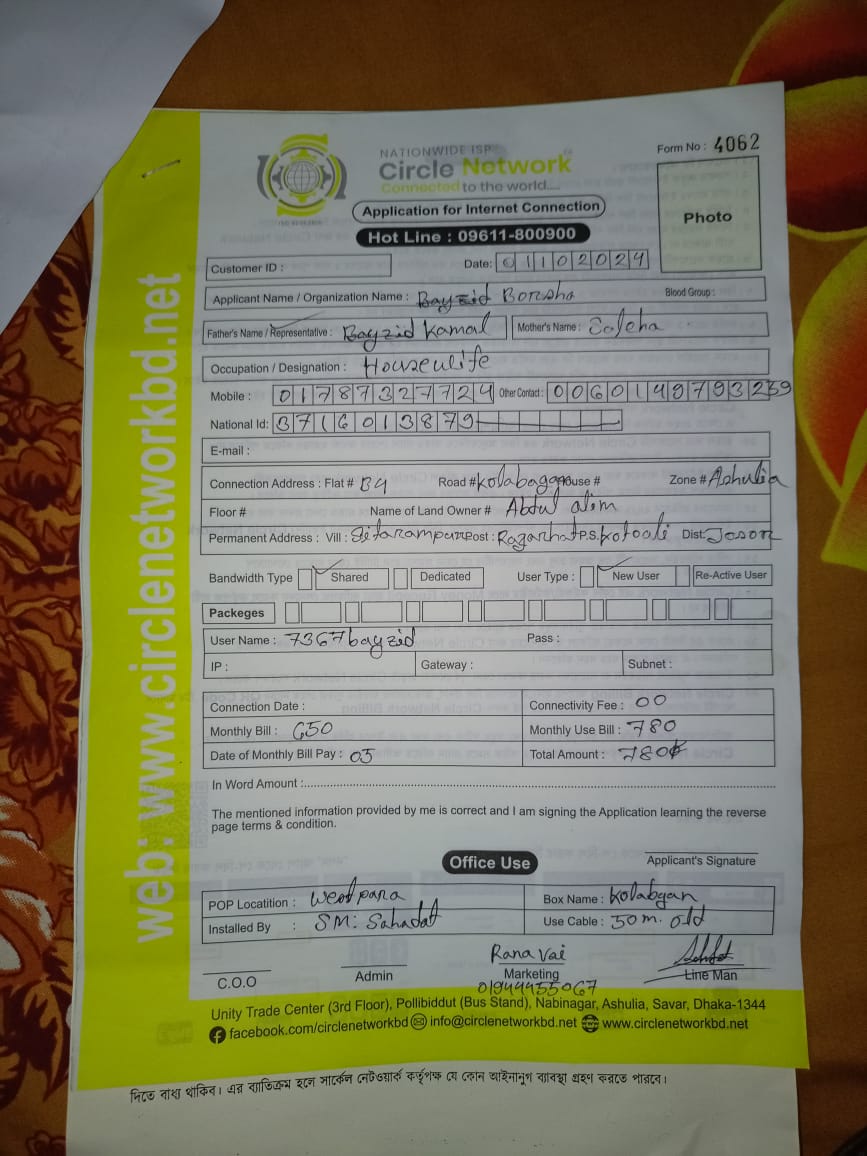 NATIONWIDE ISP
Circle Network
Connected to the world....
Form No : 4062
Application for Internet Connection
Photo
Hot Line : 09611-800900
Customer ID :
Date: 01102024
Applicant Name / Organization Name : Bayzid Borsha
Blood Group :
Father's Name / Representative : Bayzid Kamal
Mother's Name : Saleha
Occupation / Designation : Housewife
Mobile : 01787327724
Other Contact : 0060149793239
National Id: 3716013879
E-mail :
Connection Address : Flat # B4 Road # Kolabagan House # Zone # Ashulia
Floor # Name of Land Owner # Abdul alim
Permanent Address : Vill : Sitarampur Post : Razarhat P.S. Kotoali Dist: Jesor
Bandwidth Type Shared Dedicated User Type : New User Re-Active User
Packeges
User Name : 7367bayzid Pass :
IP : Gateway : Subnet :
Connection Date : Connectivity Fee : 00
Monthly Bill : 650 Monthly Use Bill : 780
Date of Monthly Bill Pay : 05 Total Amount : 780
In Word Amount :
The mentioned information provided by me is correct and I am signing the Application learning the reverse
page terms & condition.
Office Use
Applicant's Signature
POP Locatition : West para Box Name : Kolabgan
Installed By : SM: Sahadat Use Cable : 50 m. old
Rana Vai
C.O.O Admin Marketing Line Man
01944455067
Unity Trade Center (3rd Floor), Pollibiddut (Bus Stand), Nabinagar, Ashulia, Savar, Dhaka-1344
facebook.com/circlenetworkbd info@circlenetworkbd.net www.circlenetworkbd.net
web: www.circlenetworkbd.net
দিতে বাধ্য থাকিব। এর ব্যতিক্রম হলে সার্কেল নেটওয়ার্ক কর্তৃপক্ষ যে কোন আইনানুগ ব্যাবস্থা গ্রহণ করতে পারবে।